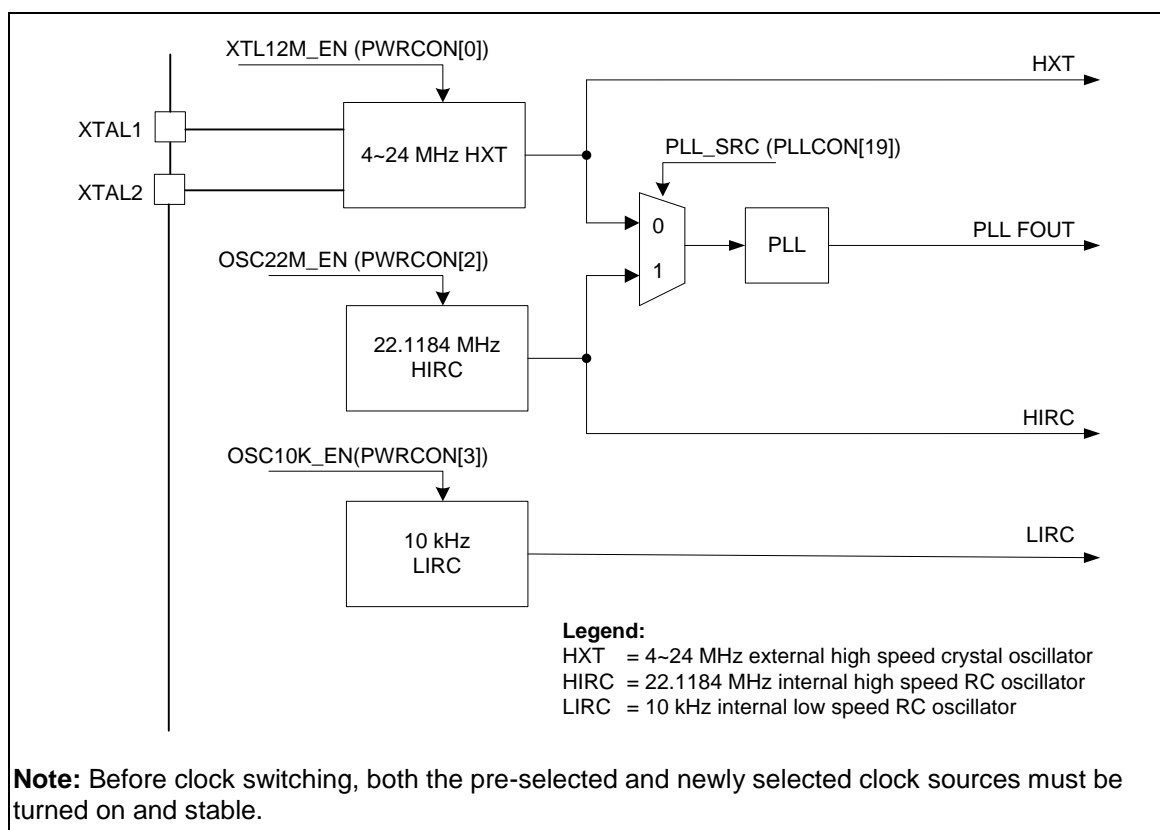 XTL12M_EN (PWRCON[0])
HXT
XTAL1
4~24 MHz HXT
PLL_SRC (PLLCON[19])
XTAL2
0
PLL
PLL FOUT
1
OSC22M_EN (PWRCON[2])
22.1184 MHz
HIRC
HIRC
OSC10K_EN(PWRCON[3])
10 kHz
LIRC
LIRC
Legend:
HXT = 4~24 MHz external high speed crystal oscillator
HIRC = 22.1184 MHz internal high speed RC oscillator
LIRC = 10 kHz internal low speed RC oscillator
Note: Before clock switching, both the pre-selected and newly selected clock sources must be
turned on and stable.